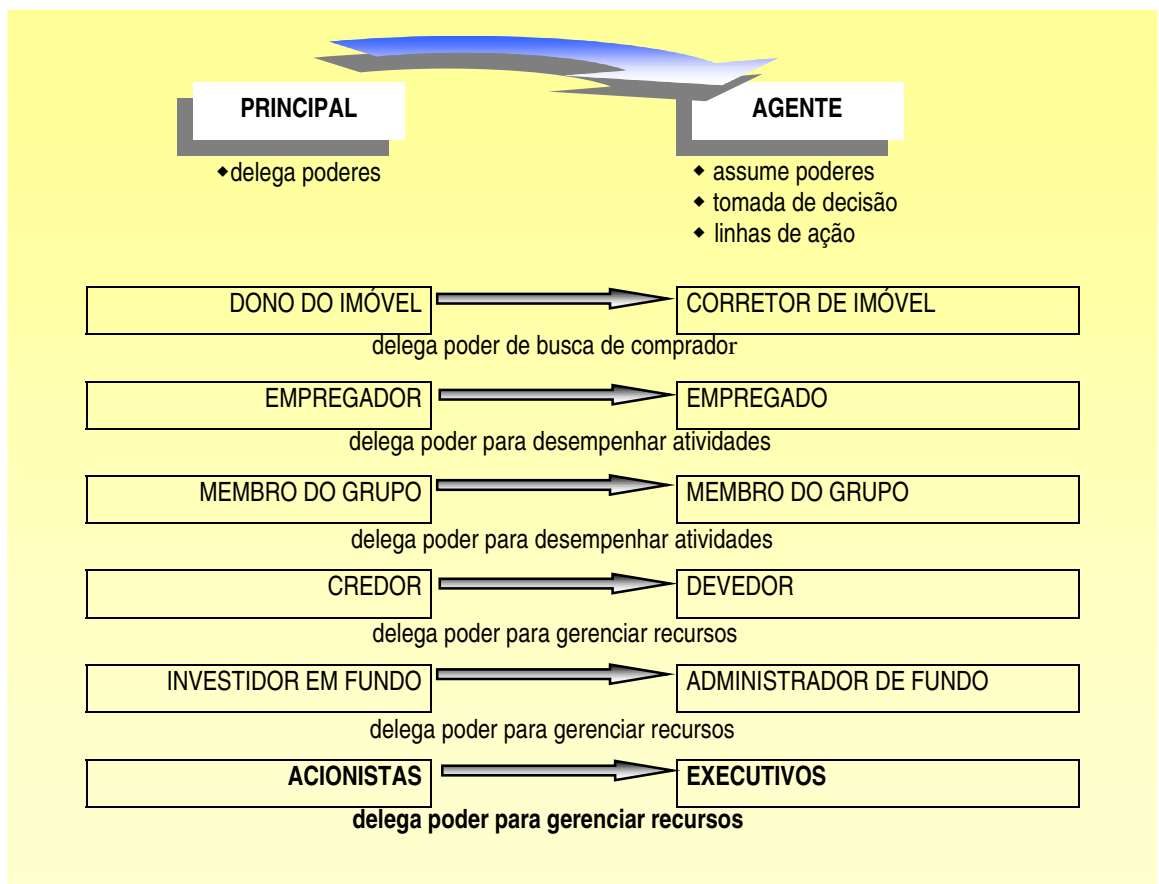 PRINCIPAL
AGENTE
◆delega poderes
◆ assume poderes
◆ tomada de decisão
◆ linhas de ação
DONO DO IMÓVEL
CORRETOR DE IMÓVEL
delega poder de busca de comprador
EMPREGADOR
EMPREGADO
delega poder para desempenhar atividades
MEMBRO DO GRUPO
MEMBRO DO GRUPO
delega poder para desempenhar atividades
CREDOR
DEVEDOR
delega poder para gerenciar recursos
INVESTIDOR EM FUNDO
ADMINISTRADOR DE FUNDO
delega poder para gerenciar recursos
ACIONISTAS
EXECUTIVOS
delega poder para gerenciar recursos